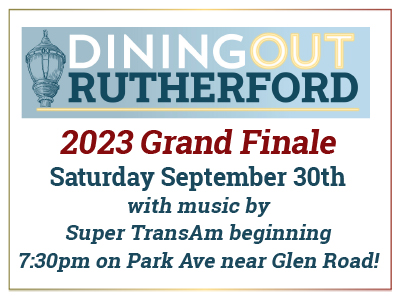 DININGOUT
RUTHERFORD
2023 Grand Finale
Saturday September 30th
with music by
Super TransAm beginning
7:30pm on Park Ave near Glen Road!